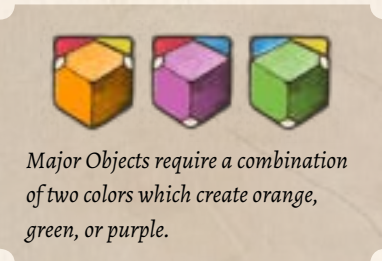 Major Objects require a combination
of two colors which create orange,
green, or purple.